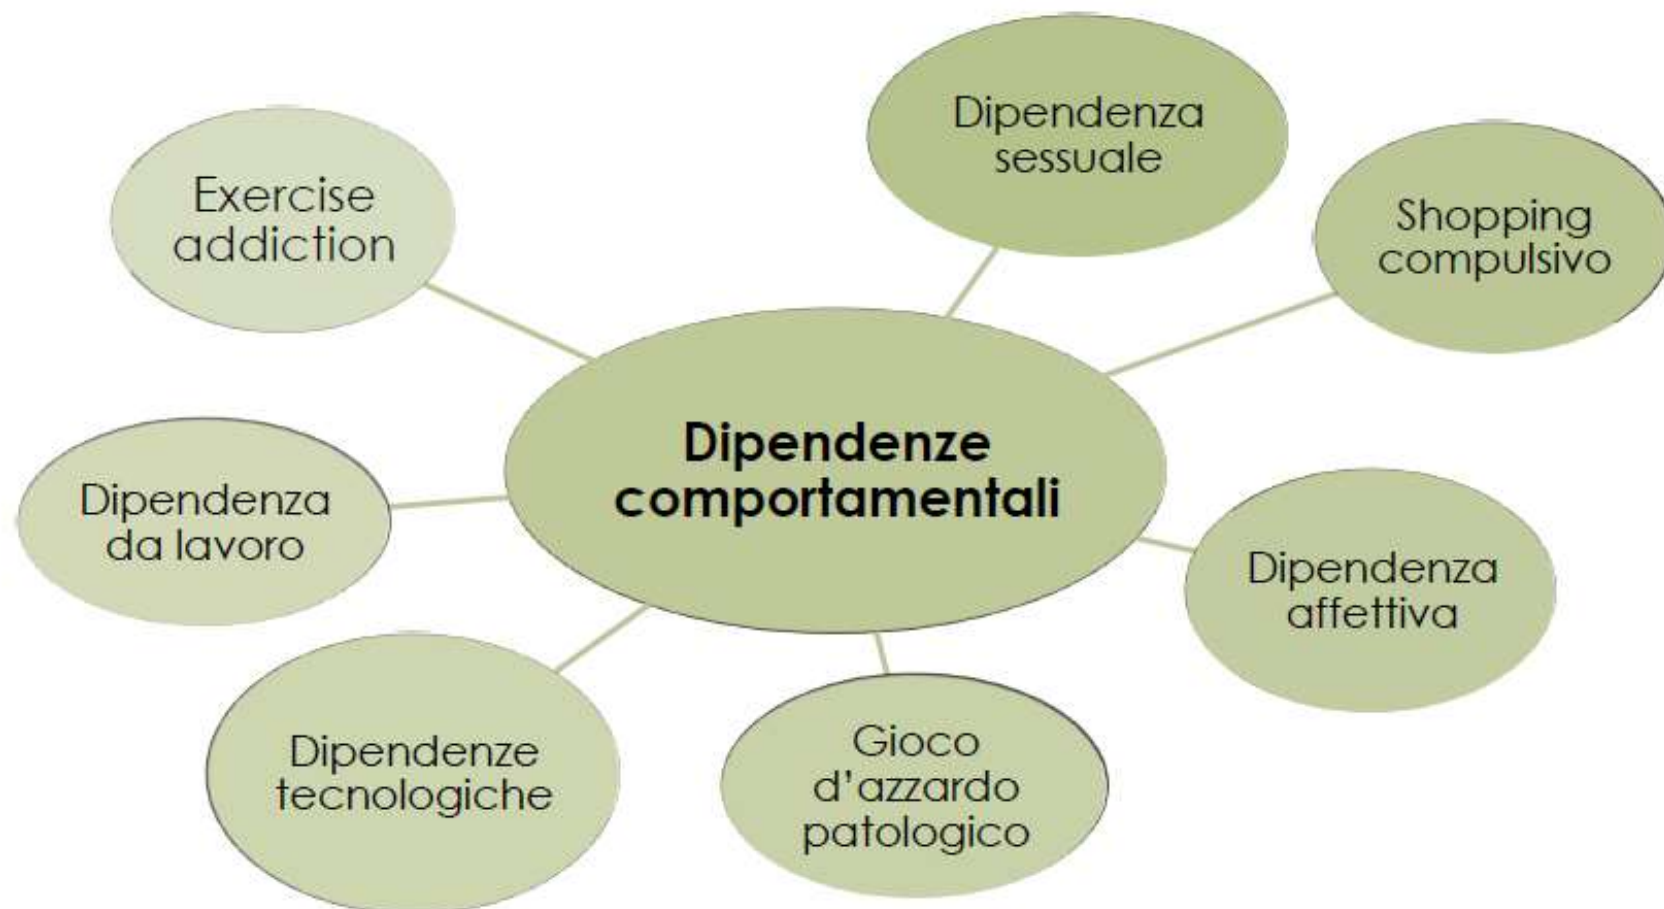 Dipendenza
sessuale
Shopping
compulsivo
Exercise
addiction
Dipendenze
comportamentali
Dipendenza
da lavoro
Dipendenza
affettiva
Dipendenze
tecnologiche
Gioco
d'azzardo
patologico